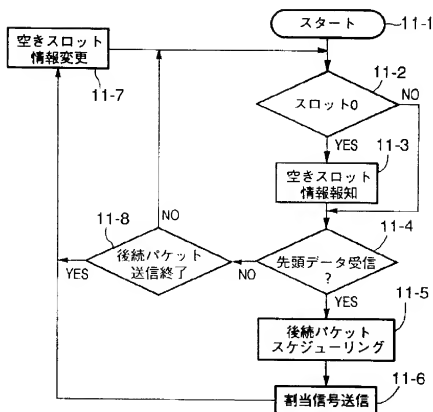 スタート
11-1
空きスロット
情報変更
11-7
11-2
スロット0
NO
YES
11-3
空きスロット
情報報知
11-8
NO
後続パケット
送信終了
YES
NO
11-4
先頭データ受信
?
YES
11-5
後続パケット
スケジューリング
11-6
割当信号送信